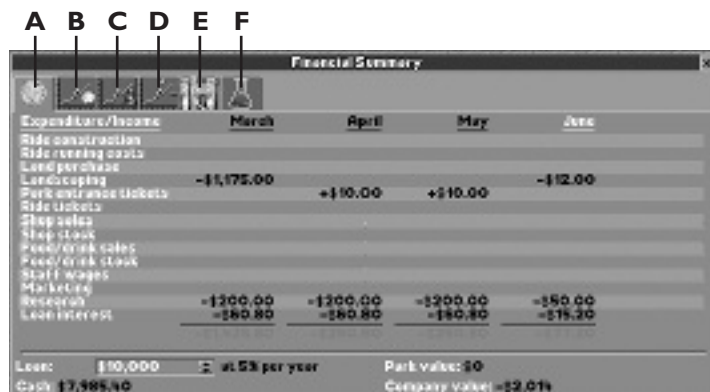 A B C D E F
Financial Summary
Expenditure/Income March April May June
Ride construction
Ride running costs
Land purchase
Landscaping -$1,175.00 -$12.00
Park entrance tickets +$10.00 +$10.00
Ride tickets
Shop sales
Shop stock
Food/drink sales
Food/drink stock
Staff wages
Marketing
Research -$200.00 -$200.00 -$200.00 -$50.00
Loan interest -$60.80 -$60.80 -$60.80 -$15.20
Loan: $10,000 at 5% per year Park value: $0
Cash: $7,985.40 Company value: -$2,014